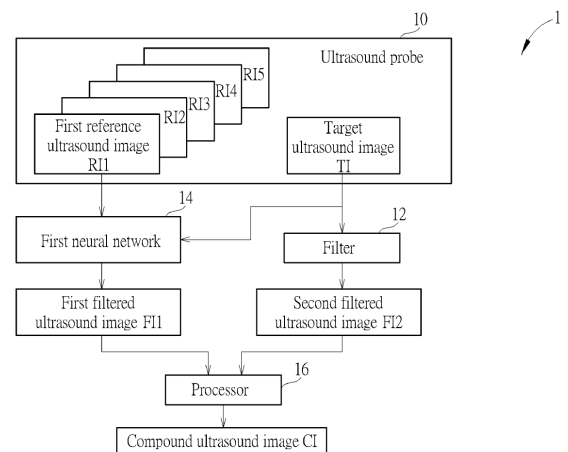 1
10
Ultrasound probe
RI5
RI4
RI3
RI2
First reference
ultrasound image
RI1
Target
ultrasound image
TI
14
First neural network
12
Filter
First filtered
ultrasound image FI1
Second filtered
ultrasound image FI2
16
Processor
Compound ultrasound image CI